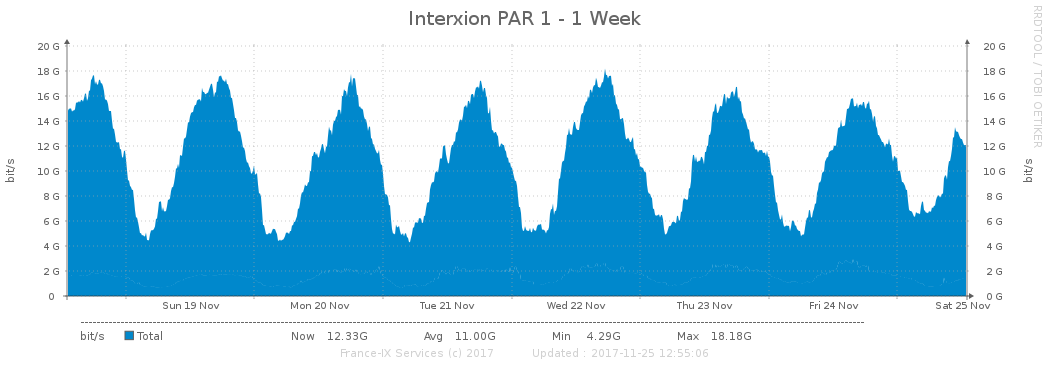 Interxion PAR 1 - 1 Week
RRDTOOL / TOBI OETIKER
bit/s
20 G 20 G
18 G 18 G
16 G 16 G
14 G 14 G
12 G 12 G
10 G 10 G
8 G 8 G
6 G 6 G
4 G 4 G
2 G 2 G
0 0 G
bit/s
Sun 19 Nov Mon 20 Nov Tue 21 Nov Wed 22 Nov Thu 23 Nov Fri 24 Nov Sat 25 Nov
bit/s Total Now 12.33G Avg 11.00G Min 4.29G Max 18.18G
France-IX Services (c) 2017 Updated : 2017-11-25 12:55:06